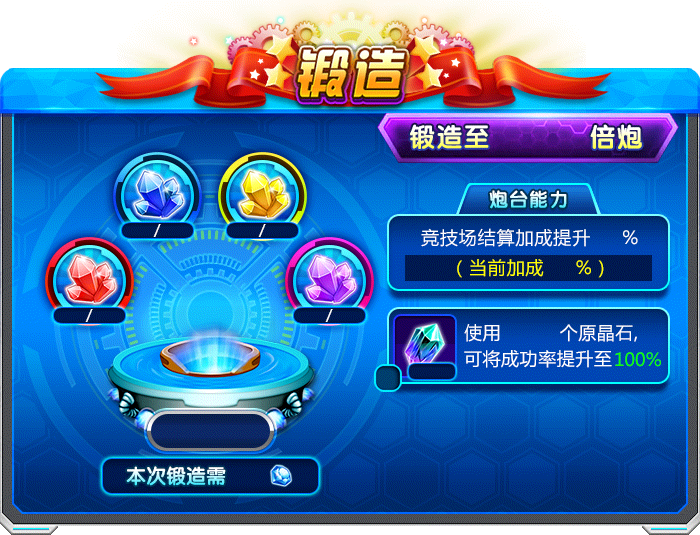 锻造
锻造至 倍炮
炮台能力
竞技场结算加成提升 %
(当前加成 %)
/
/
/
/
使用 个原晶石,
可将成功率提升至100%
本次锻造需